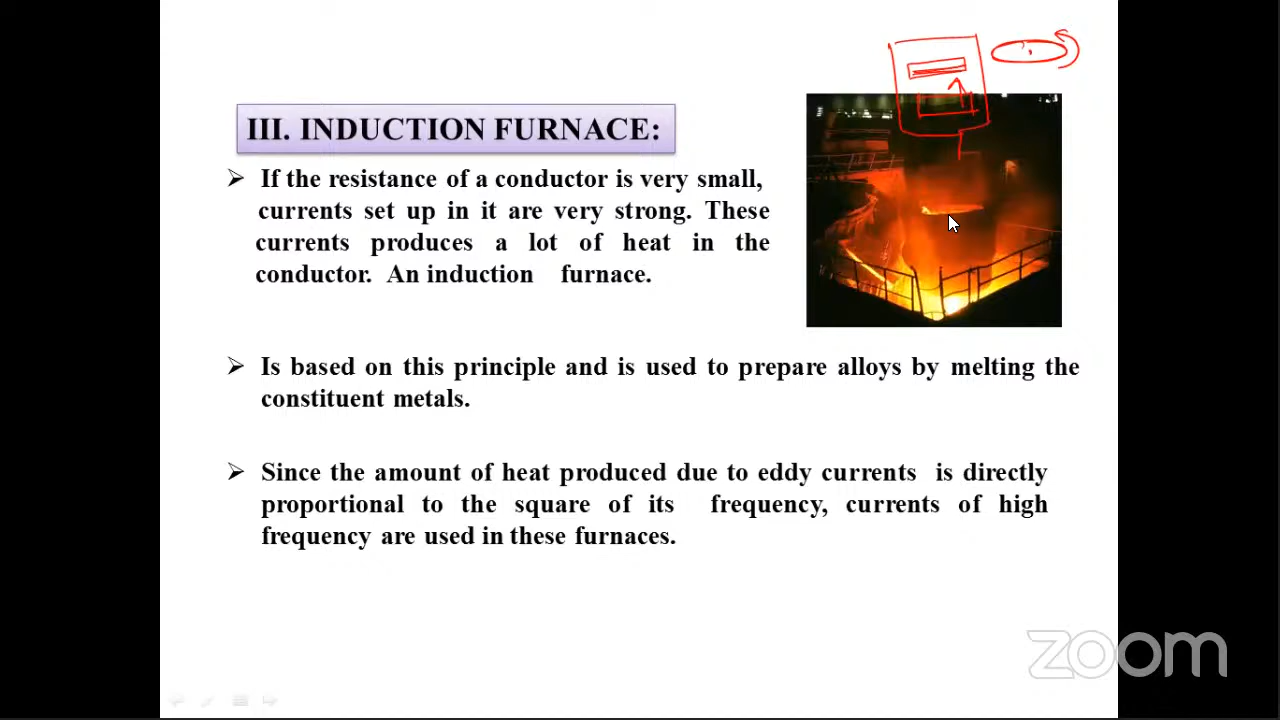 III. INDUCTION FURNACE:
➢ If the resistance of a conductor is very small,
currents set up in it are very strong. These
currents produces a lot of heat in the
conductor. An induction furnace.
➢ Is based on this principle and is used to prepare alloys by melting the
constituent metals.
➢ Since the amount of heat produced due to eddy currents is directly
proportional to the square of its frequency, currents of high
frequency are used in these furnaces.
zoom